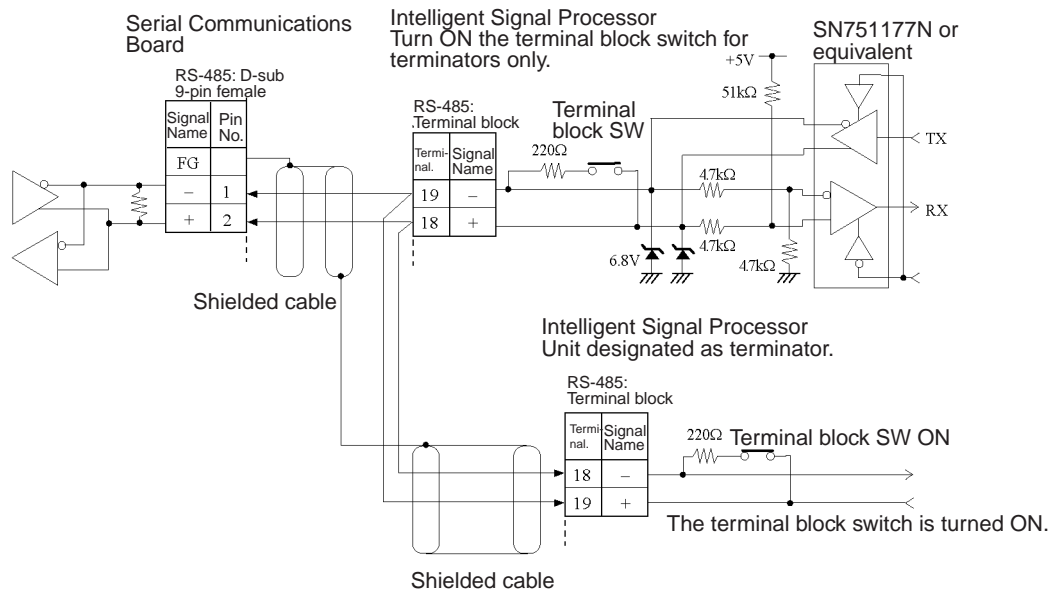 Serial Communications
Board
RS-485: D-sub
9-pin female
Signal
Name
Pin
No.
FG
− 1
+ 2
Shielded cable
Intelligent Signal Processor
Turn ON the terminal block switch for
terminators only.
RS-485:
Terminal block
Termi-
nal.
Signal
Name
19 −
18 +
Terminal
block SW
220Ω
+5V
51kΩ
SN751177N or
equivalent
TX
4.7kΩ
RX
4.7kΩ
6.8V
4.7kΩ
Intelligent Signal Processor
Unit designated as terminator.
RS-485:
Terminal block
Termi-
nal.
Signal
Name
18 −
19 +
220Ω
Terminal block SW ON
The terminal block switch is turned ON.
Shielded cable